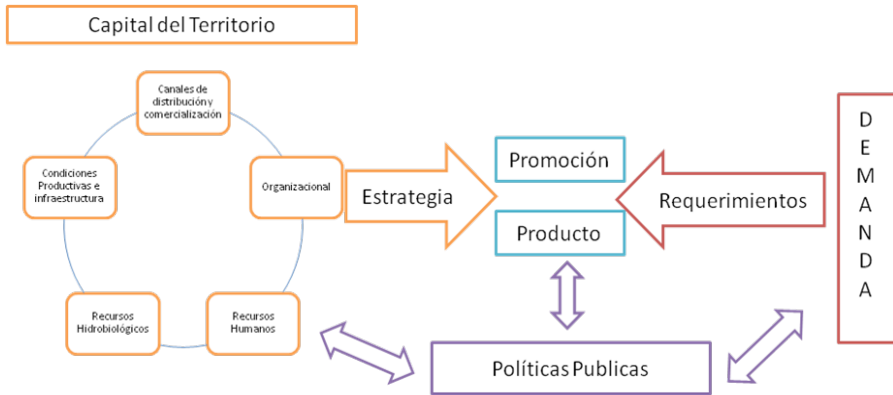 Capital del Territorio
Canales de
distribución y
comercialización
Condiciones
Productivas e
infraestructura
Organizacional
Recursos
Hidrobiológicos
Recursos
Humanos
Estrategia
Promoción
Producto
Requerimientos
D
E
M
A
N
D
A
Políticas Publicas